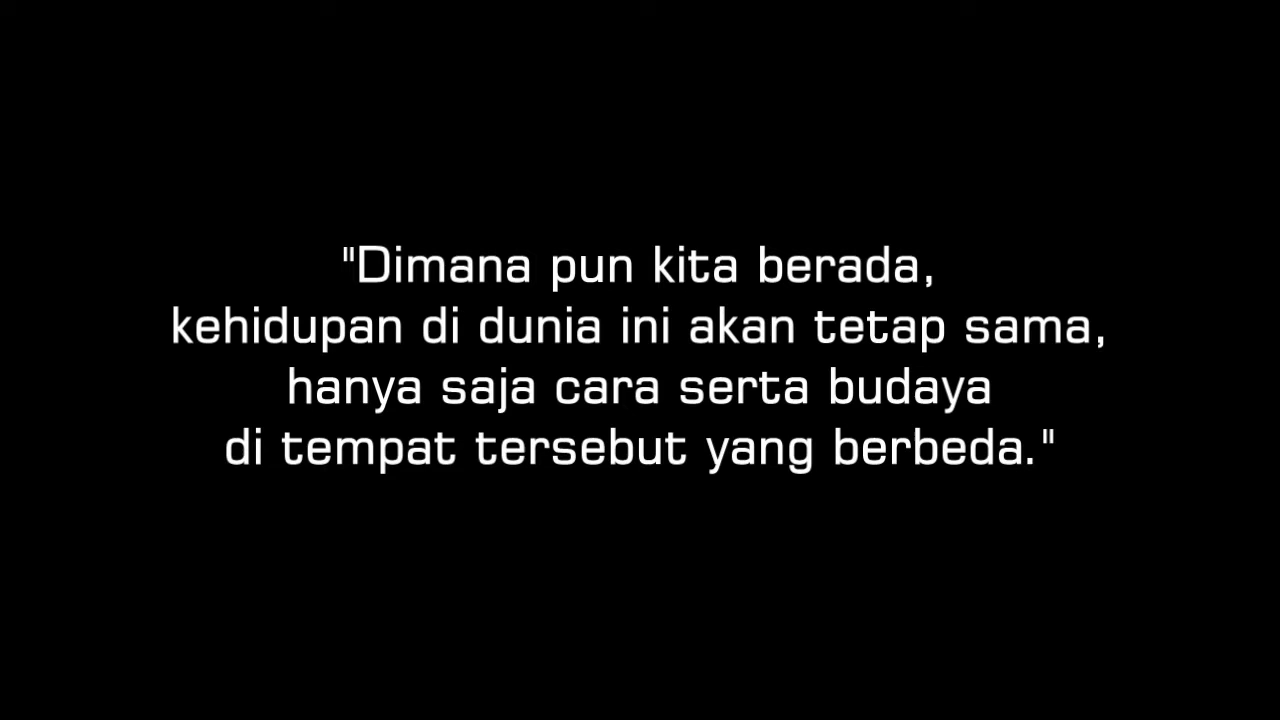 "Dimana pun kita berada,
kehidupan di dunia ini akan tetap sama,
hanya saja cara serta budaya
di tempat tersebut yang berbeda."